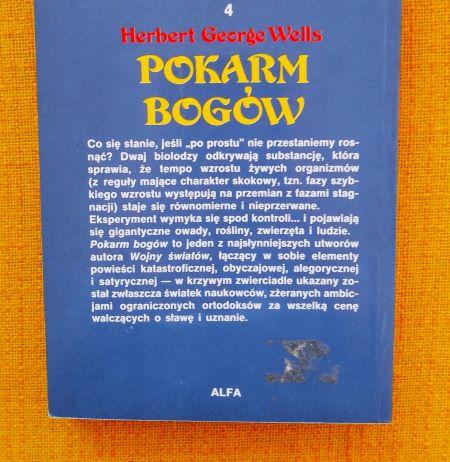 4
Herbert George Wells
POKARM
BOGÓW
Co się stanie, jeśli „po prostu” nie przestaniemy ros-
nąć? Dwaj biolodzy odkrywają substancję, która
sprawia, że tempo wzrostu żywych organizmów
(z reguły mające charakter skokowy, tzn. fazy szyb-
kiego wzrostu występują na przemian z fazami stag-
nacji) staje się równomierne i nieprzerwane.
Eksperyment wymyka się spod kontroli... i pojawiają
się gigantyczne owady, rośliny, zwierzęta i ludzie.
Pokarm bogów to jeden z najsłynniejszych utworów
autora Wojny światów, łączący w sobie elementy
powieści katastroficznej, obyczajowej, alegorycznej
i satyrycznej — w krzywym zwierciadle ukazany zo-
stał zwłaszcza światek naukowców, zżeranych ambic-
jami ograniczonych ortodoksów za wszelką cenę
walczących o sławę i uznanie.
ALFA